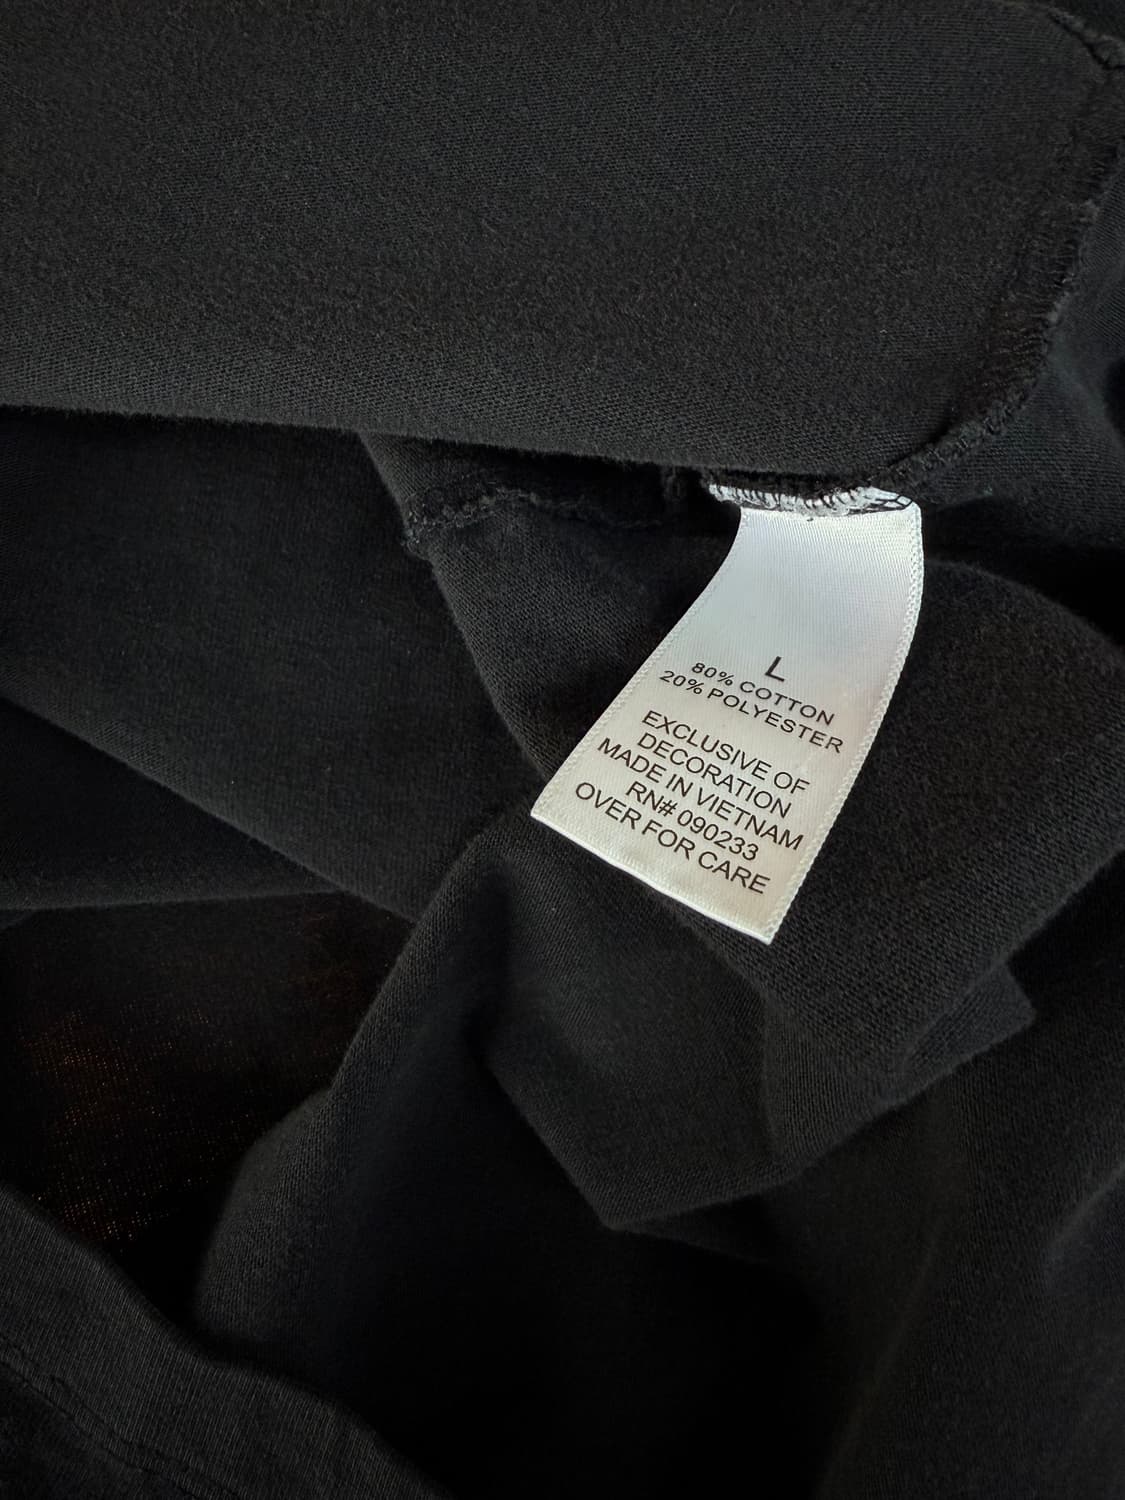 L
80% COTTON
20% POLYESTER
EXCLUSIVE OF
DECORATION
MADE IN VIETNAM
RN# 090233
OVER FOR CARE